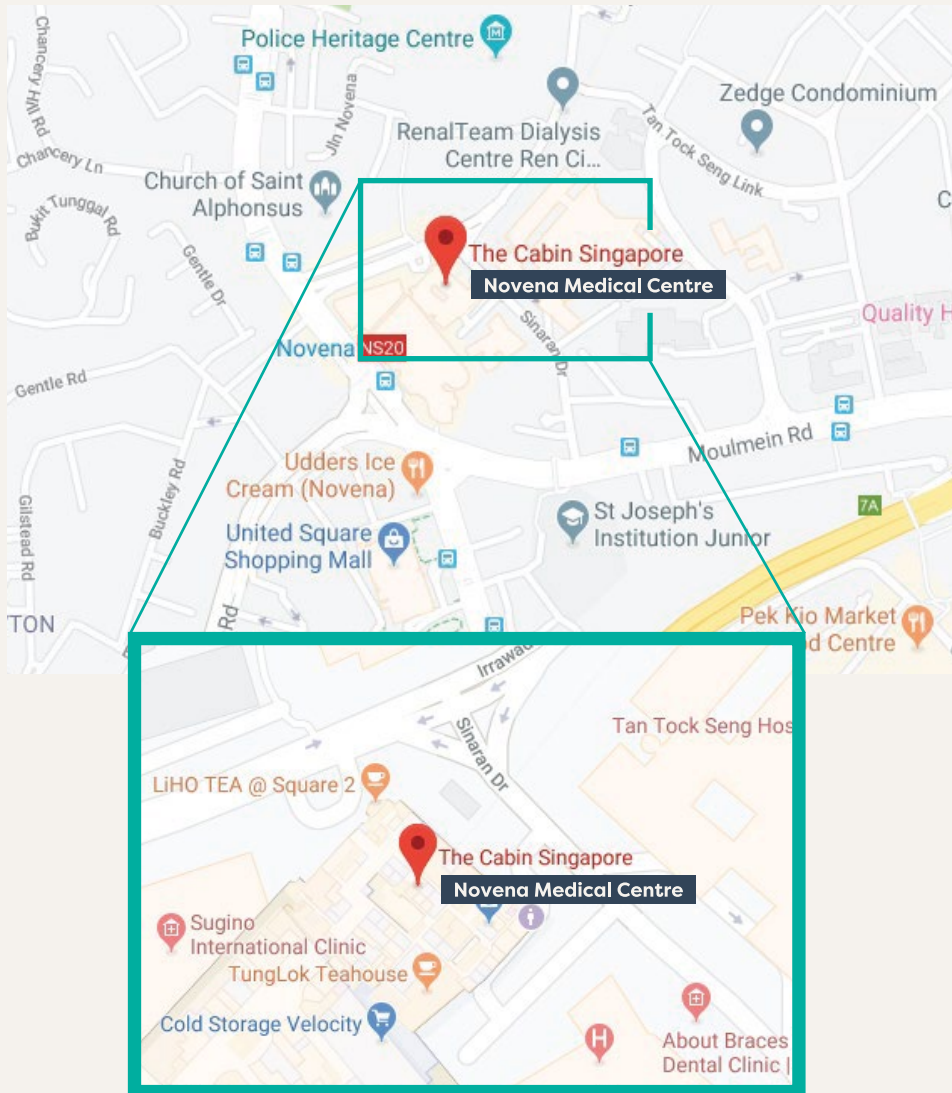 Police Heritage Centre
Chancery Hill Rd
Jln Novena
Zedge Condominium
RenalTeam Dialysis
Centre Ren Ci...
Tan Tock Seng Link
Chancery Ln
Church of Saint
Alphonsus
C
Bukit Tunggal Rd
Gentle Dr
The Cabin Singapore
Novena Medical Centre
Sinaran Dr
Quality H
Novena NS20
Gentle Rd
Moulmein Rd
Buckley Rd
Udders Ice
Cream (Novena)
Gilstead Rd
7A
St Joseph's
Institution Junior
United Square
Shopping Mall
TON
Rd
Pek Kio Market
od Centre
Irrawad
Sinaran Dr
Tan Tock Seng Hos
LiHO TEA @ Square 2
The Cabin Singapore
Novena Medical Centre
Sugino
International Clinic
TungLok Teahouse
Cold Storage Velocity
H
About Braces
Dental Clinic |